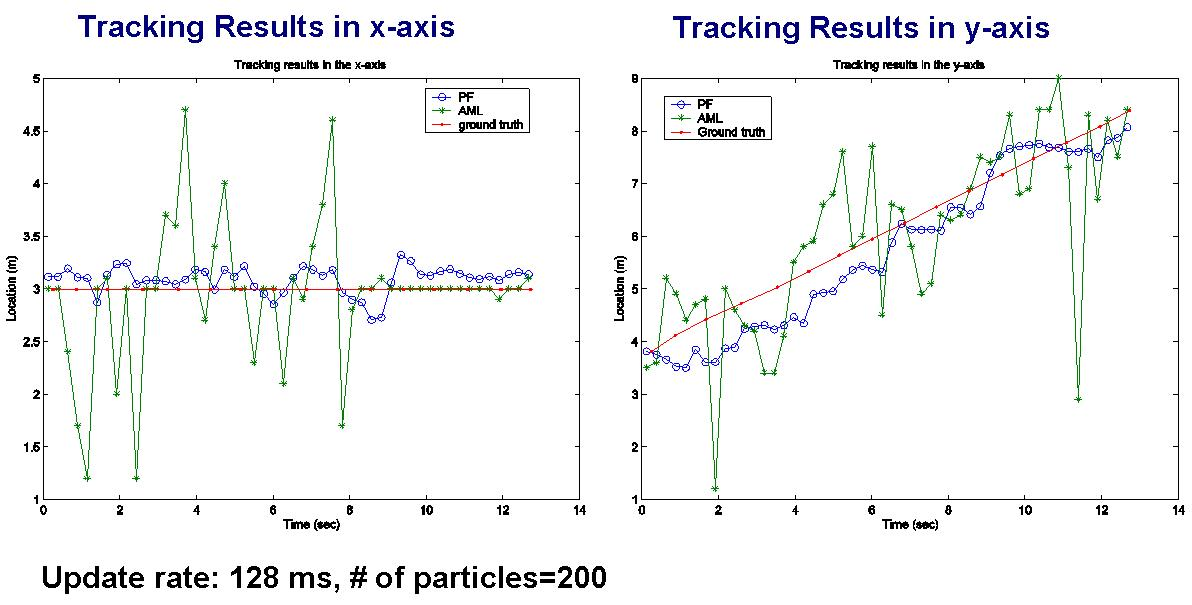 Tracking Results in x-axis
Tracking Results in y-axis
Tracking results in the x-axis
5
4.5
4
3.5
3
2.5
2
1.5
1
Location (m)
0 2 4 6 8 10 12 14
Time (sec)
PF
AML
ground truth
Tracking results in the y-axis
9
8
7
6
5
4
3
2
1
Location (m)
0 2 4 6 8 10 12 14
Time (sec)
PF
AML
Ground truth
Update rate: 128 ms, # of particles=200